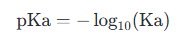 pKa = −log₁₀(Ka)